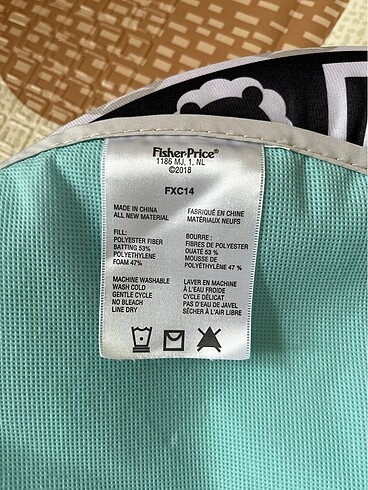 Fisher-Price®
1186 MJ, 1, NL
©2018
FXC14
MADE IN CHINA
ALL NEW MATERIAL
FILL:
POLYESTER FIBER
BATTING 53%
POLYETHYLENE
FOAM 47%
MACHINE WASHABLE
WASH COLD
GENTLE CYCLE
NO BLEACH
LINE DRY
FABRIQUÉ EN CHINE
MATÉRIAUX NEUFS
BOURRE :
FIBRES DE POLYESTER
OUATÉ 53 %
MOUSSE DE
POLYÉTHYLÈNE 47 %
LAVER EN MACHINE
À L'EAU FROIDE
CYCLE DÉLICAT
PAS D'EAU DE JAVEL
SÉCHER À L'AIR LIBRE